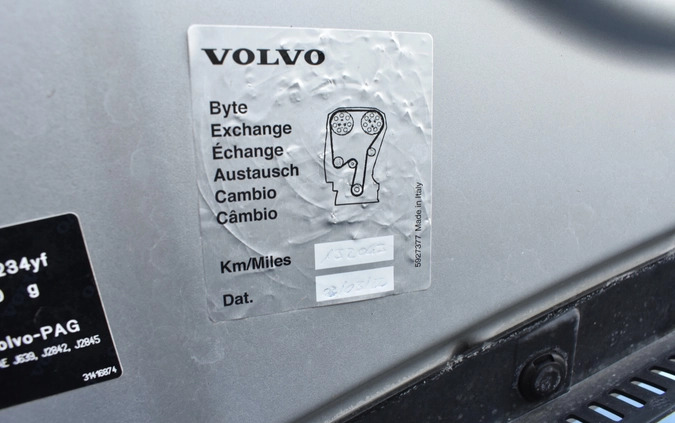 VOLVO
Byte
Exchange
Échange
Austausch
Cambio
Câmbio
Km/Miles
Dat.
5927377 Made in Italy
234yf
g
olvo-PAG
J639, J2842, J2845
31416874